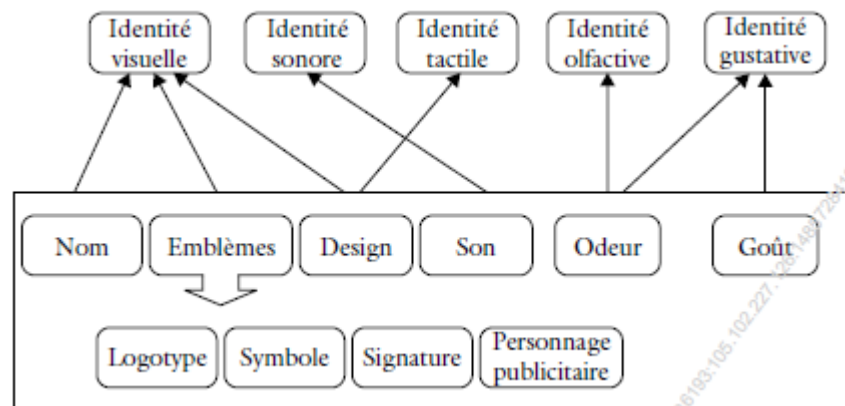 Identité
visuelle
Identité
sonore
Identité
tactile
Identité
olfactive
Identité
gustative
Nom
Emblèmes
Design
Son
Odeur
Goût
Logotype
Symbole
Signature
Personnage
publicitaire